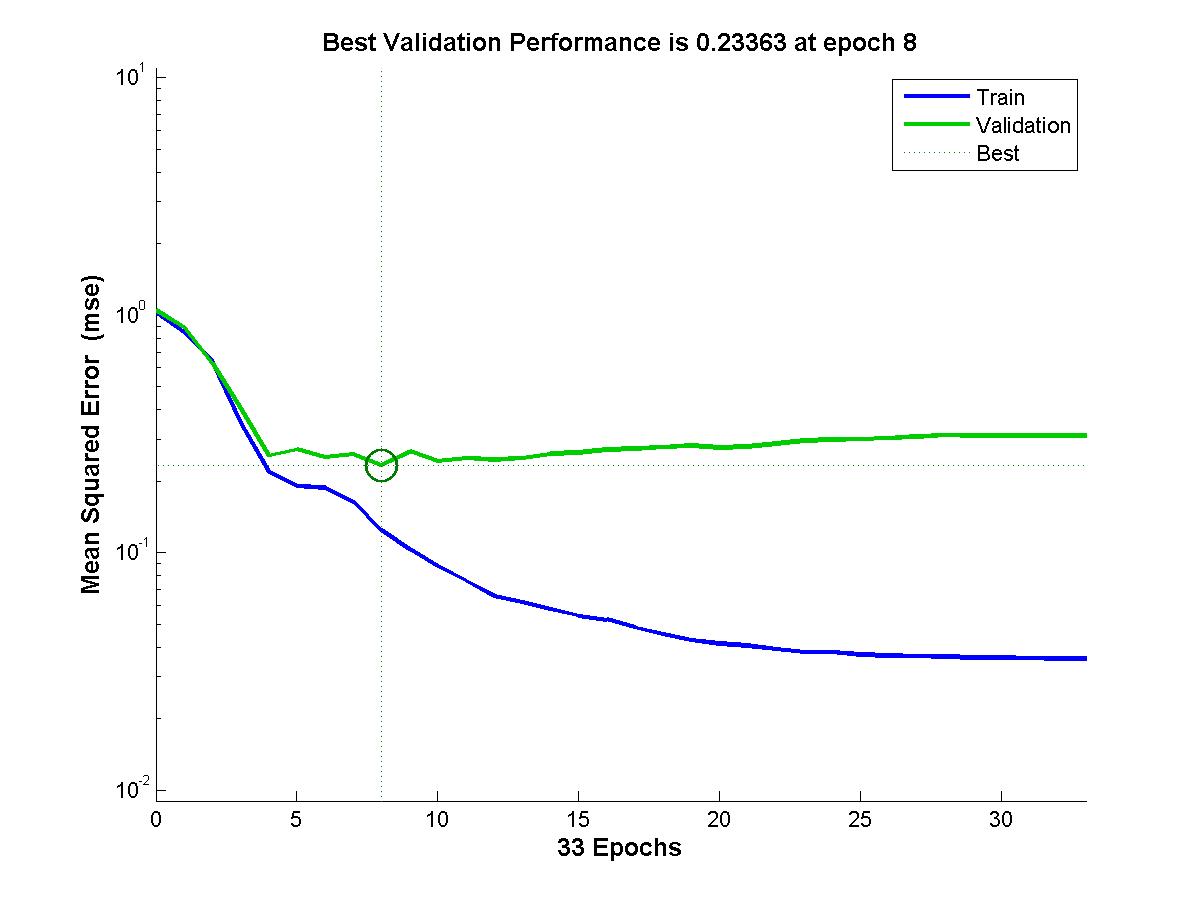 Best Validation Performance is 0.23363 at epoch 8
Train
Validation
Best
Mean Squared Error (mse)
10^1
10^0
10^-1
10^-2
0 5 10 15 20 25 30
33 Epochs